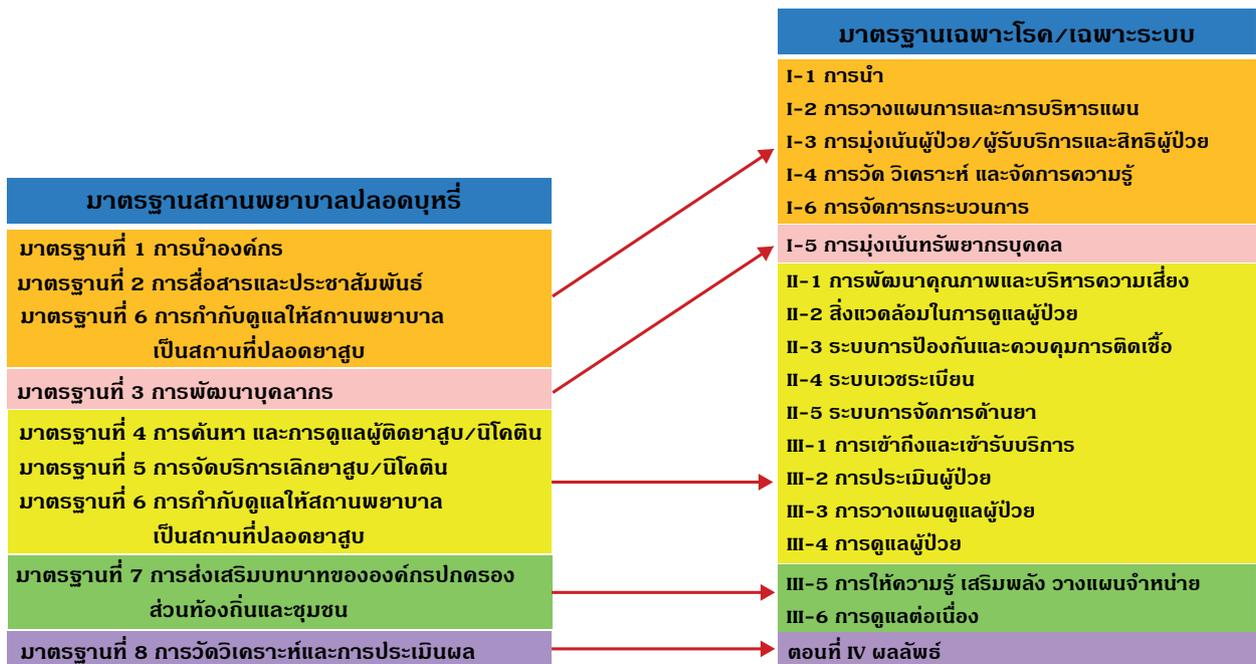 มาตรฐานสถานพยาบาลปลอดบุหรี่
มาตรฐานที่ 1 การนำองค์กร
มาตรฐานที่ 2 การสื่อสารและประชาสัมพันธ์
มาตรฐานที่ 6 การกำกับดูแลให้สถานพยาบาล
เป็นสถานที่ปลอดยาสูบ
มาตรฐานที่ 3 การพัฒนาบุคลากร
มาตรฐานที่ 4 การค้นหา และการดูแลผู้ติดยาสูบ/นิโคติน
มาตรฐานที่ 5 การจัดบริการเลิกยาสูบ/นิโคติน
มาตรฐานที่ 6 การกำกับดูแลให้สถานพยาบาล
เป็นสถานที่ปลอดยาสูบ
มาตรฐานที่ 7 การส่งเสริมบทบาทขององค์กรปกครอง
ส่วนท้องถิ่นและชุมชน
มาตรฐานที่ 8 การวัดวิเคราะห์และการประเมินผล
มาตรฐานเฉพาะโรค/เฉพาะระบบ
I-1 การนำ
I-2 การวางแผนการและการบริหารแผน
I-3 การมุ่งเน้นผู้ป่วย/ผู้รับบริการและสิทธิผู้ป่วย
I-4 การวัด วิเคราะห์ และจัดการความรู้
I-6 การจัดการกระบวนการ
I-5 การมุ่งเน้นทรัพยากรบุคคล
II-1 การพัฒนาคุณภาพและบริหารความเสี่ยง
II-2 สิ่งแวดล้อมในการดูแลผู้ป่วย
II-3 ระบบการป้องกันและควบคุมการติดเชื้อ
II-4 ระบบเวชระเบียน
II-5 ระบบการจัดการด้านยา
III-1 การเข้าถึงและเข้ารับบริการ
III-2 การประเมินผู้ป่วย
III-3 การวางแผนดูแลผู้ป่วย
III-4 การดูแลผู้ป่วย
III-5 การให้ความรู้ เสริมพลัง วางแผนจำหน่าย
III-6 การดูแลต่อเนื่อง
ตอนที่ IV ผลลัพธ์